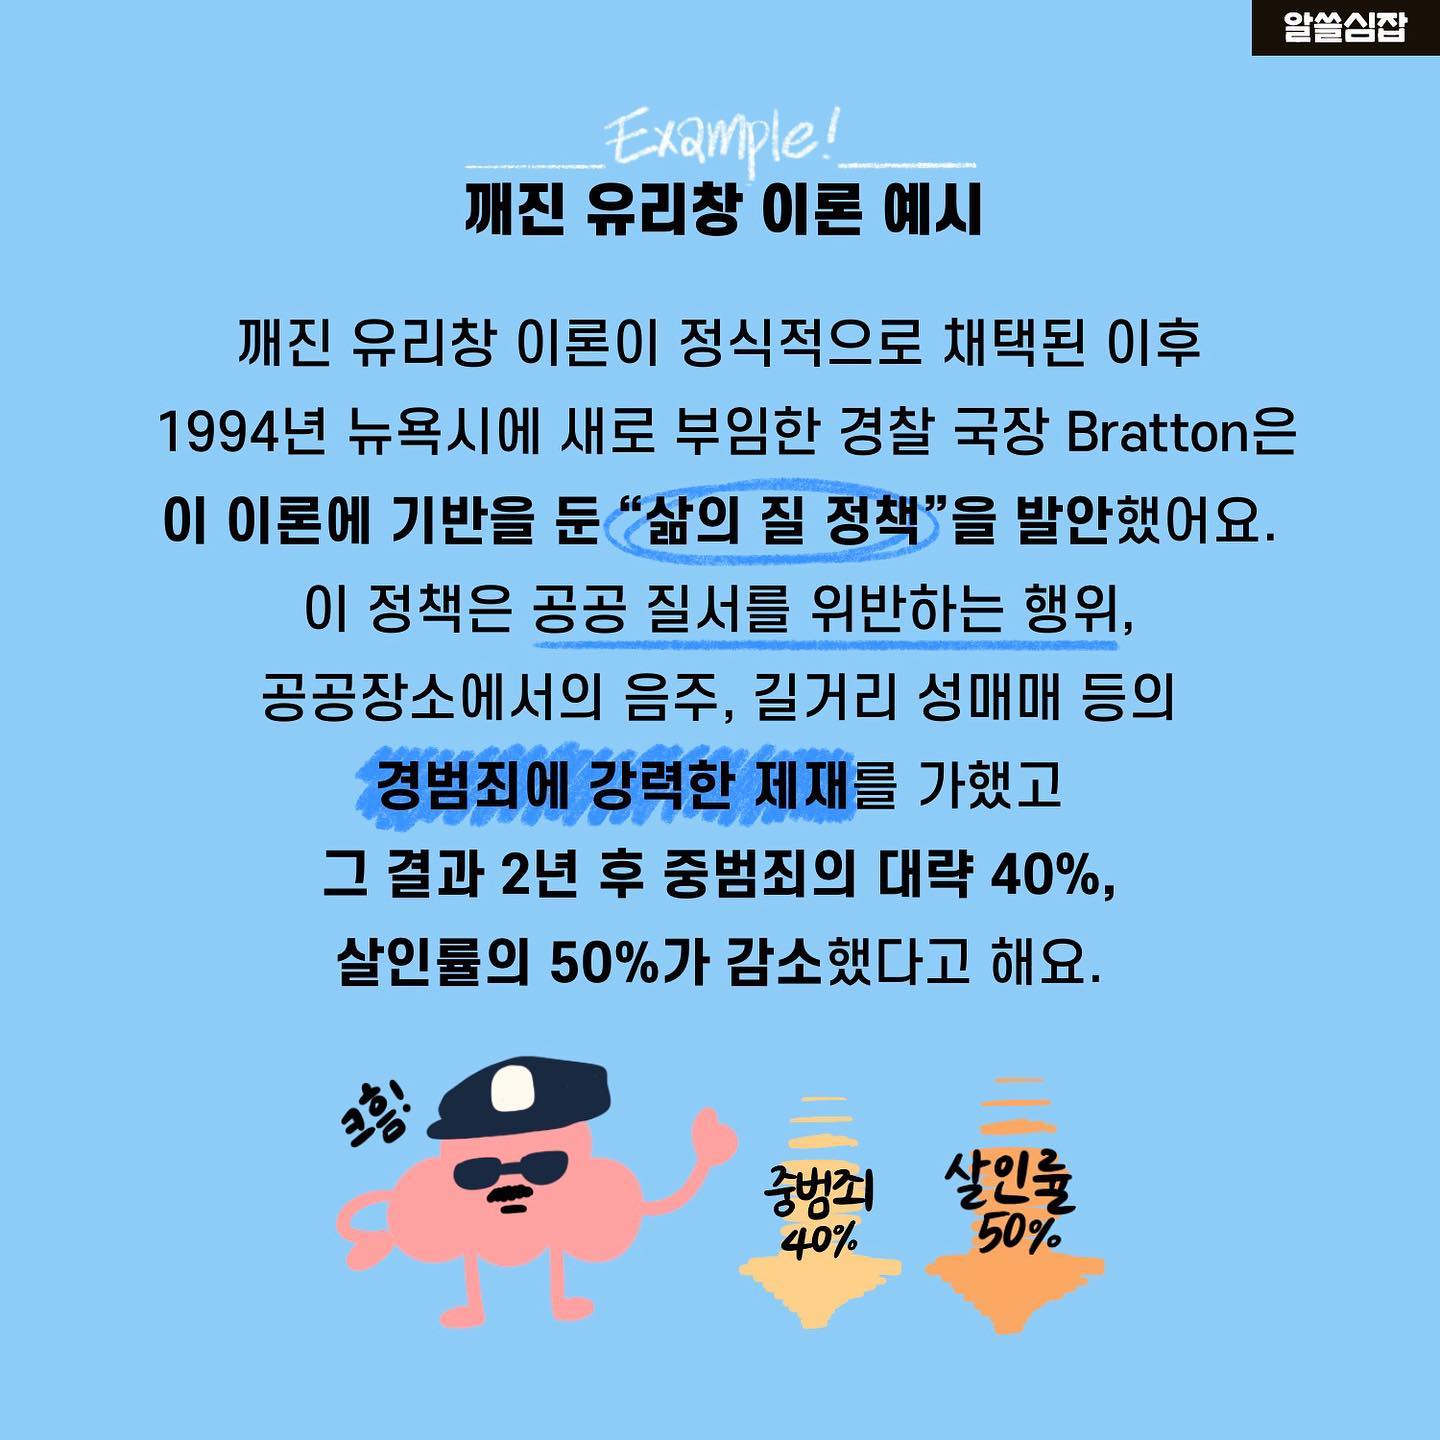 알쓸심잡
Example!
깨진 유리창 이론 예시
깨진 유리창 이론이 정식적으로 채택된 이후
1994년 뉴욕시에 새로 부임한 경찰 국장 Bratton은
이 이론에 기반을 둔 “삶의 질 정책”을 발안했어요.
이 정책은 공공 질서를 위반하는 행위,
공공장소에서의 음주, 길거리 성매매 등의
경범죄에 강력한 제재를 가했고
그 결과 2년 후 중범죄의 대략 40%,
살인률의 50%가 감소했다고 해요.
크흠!
중범죄
40%
살인률
50%